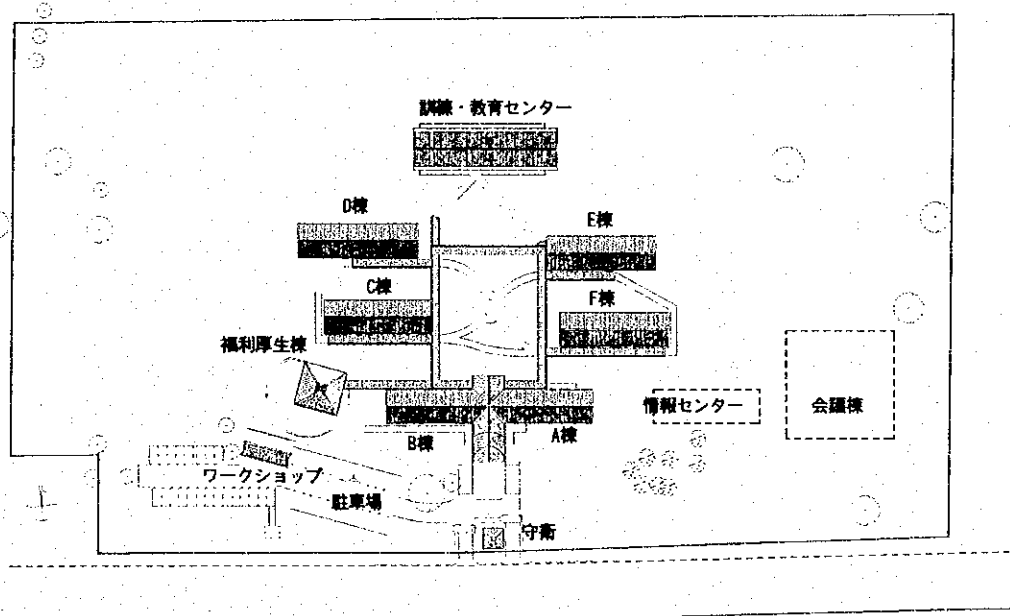 訓練・教育センター
D棟
E棟
C棟
F棟
福利厚生棟
情報センター
会議棟
B棟
A棟
ワークショップ
駐車場
守衛